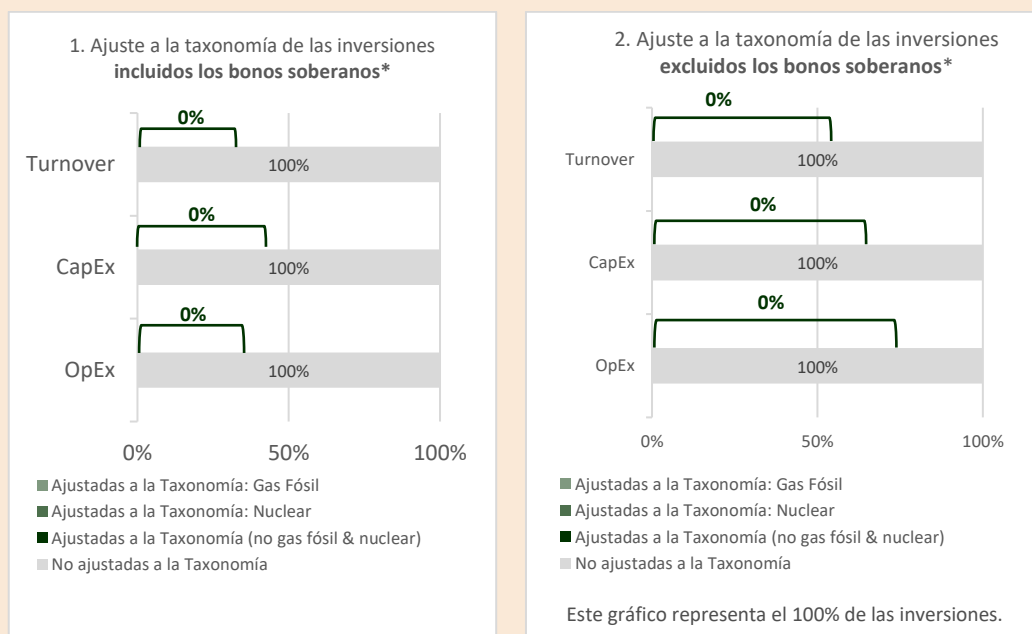 1. Ajuste a la taxonomía de las inversiones
incluidos los bonos soberanos*
0%
Turnover
100%
0%
CapEx
100%
0%
OpEx
100%
0%
50%
100%
Ajustadas a la Taxonomía: Gas Fósil
Ajustadas a la Taxonomía: Nuclear
Ajustadas a la Taxonomía (no gas fósil & nuclear)
No ajustadas a la Taxonomía
2. Ajuste a la taxonomía de las inversiones
excluidos los bonos soberanos*
0%
Turnover
100%
0%
CapEx
100%
0%
OpEx
100%
0%
50%
100%
Ajustadas a la Taxonomía: Gas Fósil
Ajustadas a la Taxonomía: Nuclear
Ajustadas a la Taxonomía (no gas fósil & nuclear)
No ajustadas a la Taxonomía
Este gráfico representa el 100% de las inversiones.